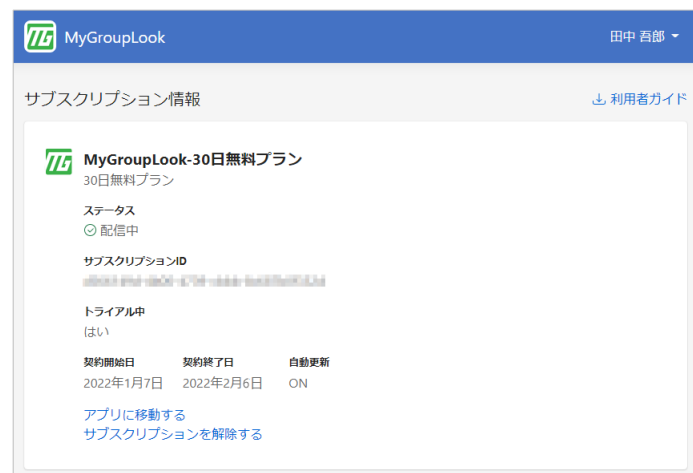 MyGroupLook
田中 吾郎
サブスクリプション情報
利用者ガイド
MyGroupLook-30日無料プラン
30日無料プラン
ステータス
配信中
サブスクリプションID
トライアル中
はい
契約開始日 契約終了日 自動更新
2022年1月7日 2022年2月6日 ON
アプリに移動する
サブスクリプションを解除する